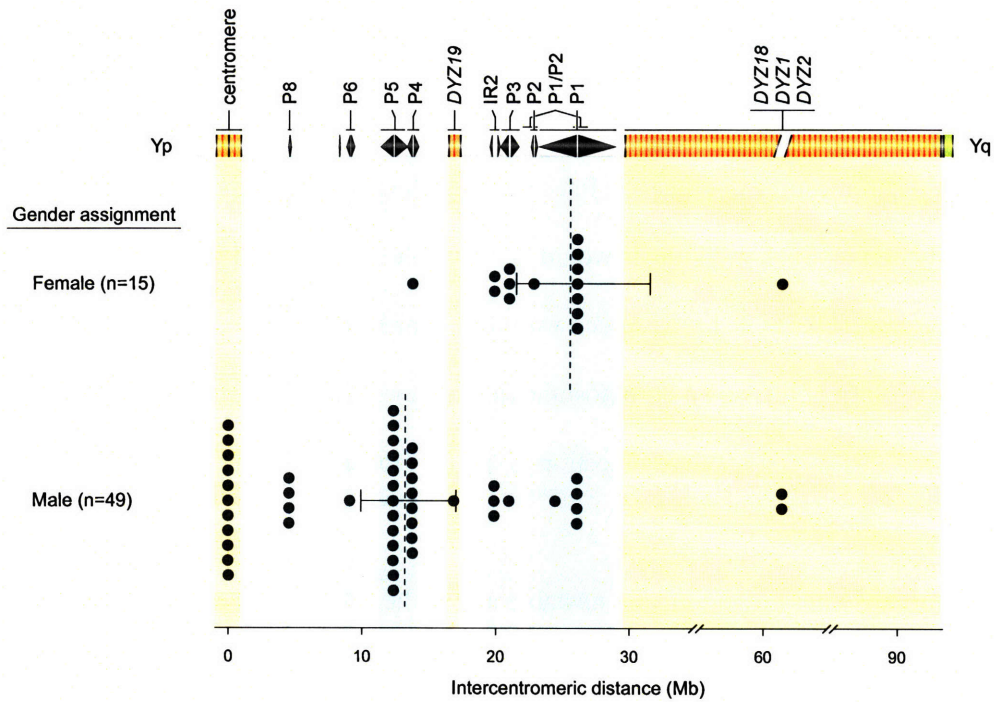 centromere
P8
P6
P5
P4
DYZ19
IR2
P3
P2
P1/P2
P1
DYZ18
DYZ1
DYZ2
Yp
Yq
Gender assignment
Female (n=15)
Male (n=49)
0
10
20
30
60
90
Intercentromeric distance (Mb)